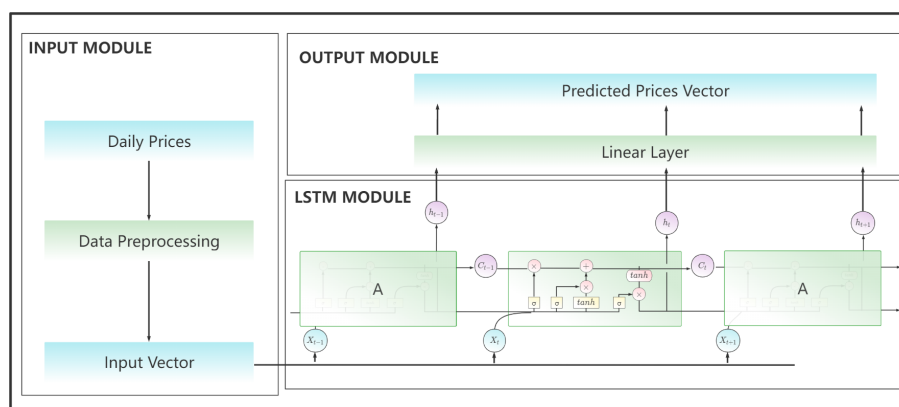 INPUT MODULE
Daily Prices
Data Preprocessing
Input Vector
OUTPUT MODULE
Predicted Prices Vector
Linear Layer
LSTM MODULE
h_{t-1}
h_t
h_{t+1}
C_{t-1}
C_t
A
× + tanh
×
×
σ σ tanh σ
A
X_{t-1}
X_t
X_{t-1}